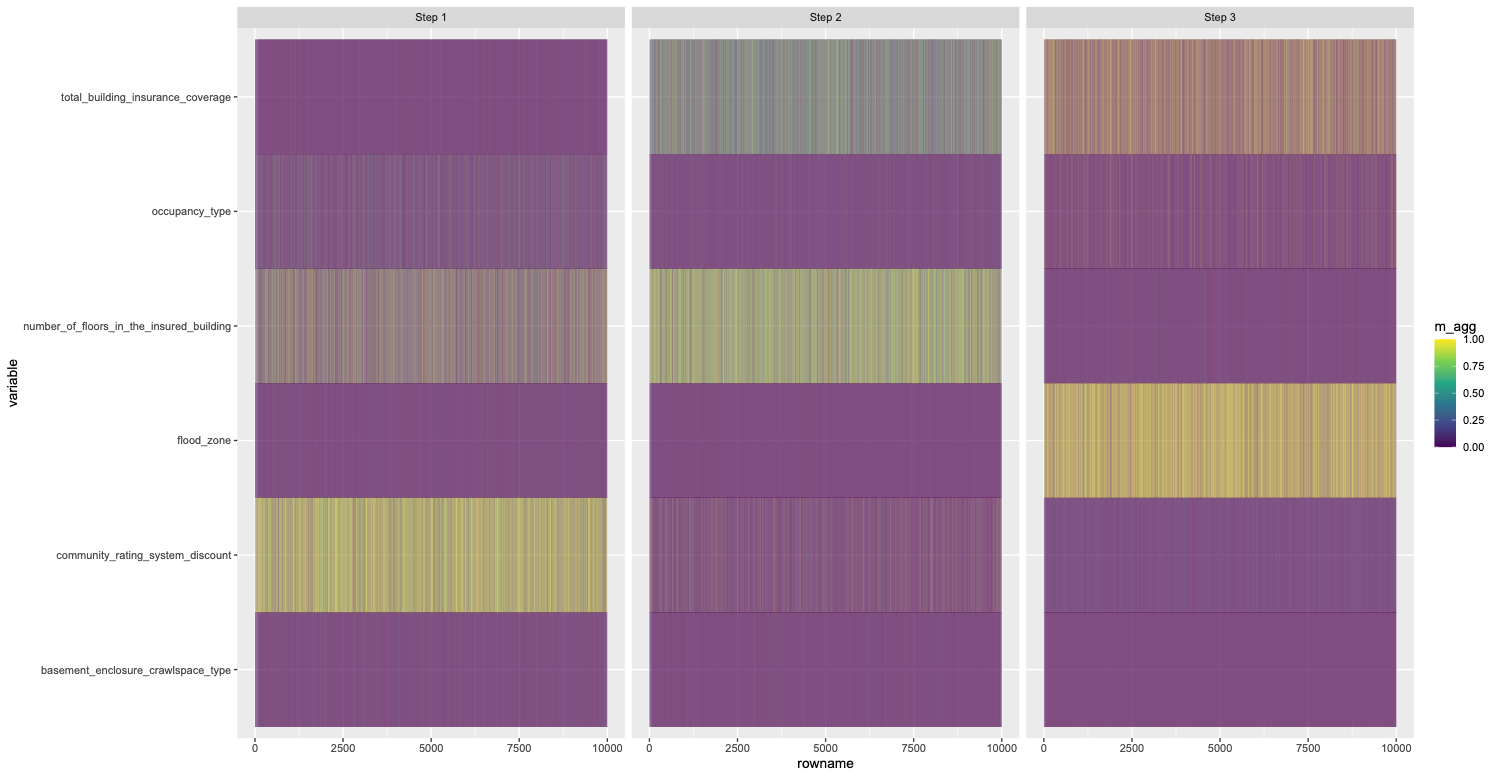 Step 1
Step 2
Step 3
total_building_insurance_coverage
occupancy_type
number_of_floors_in_the_insured_building
flood_zone
community_rating_system_discount
basement_enclosure_crawlspace_type
variable
0 2500 5000 7500 10000
0 2500 5000 7500 10000
0 2500 5000 7500 10000
rowname
m_agg
1.00
0.75
0.50
0.25
0.00